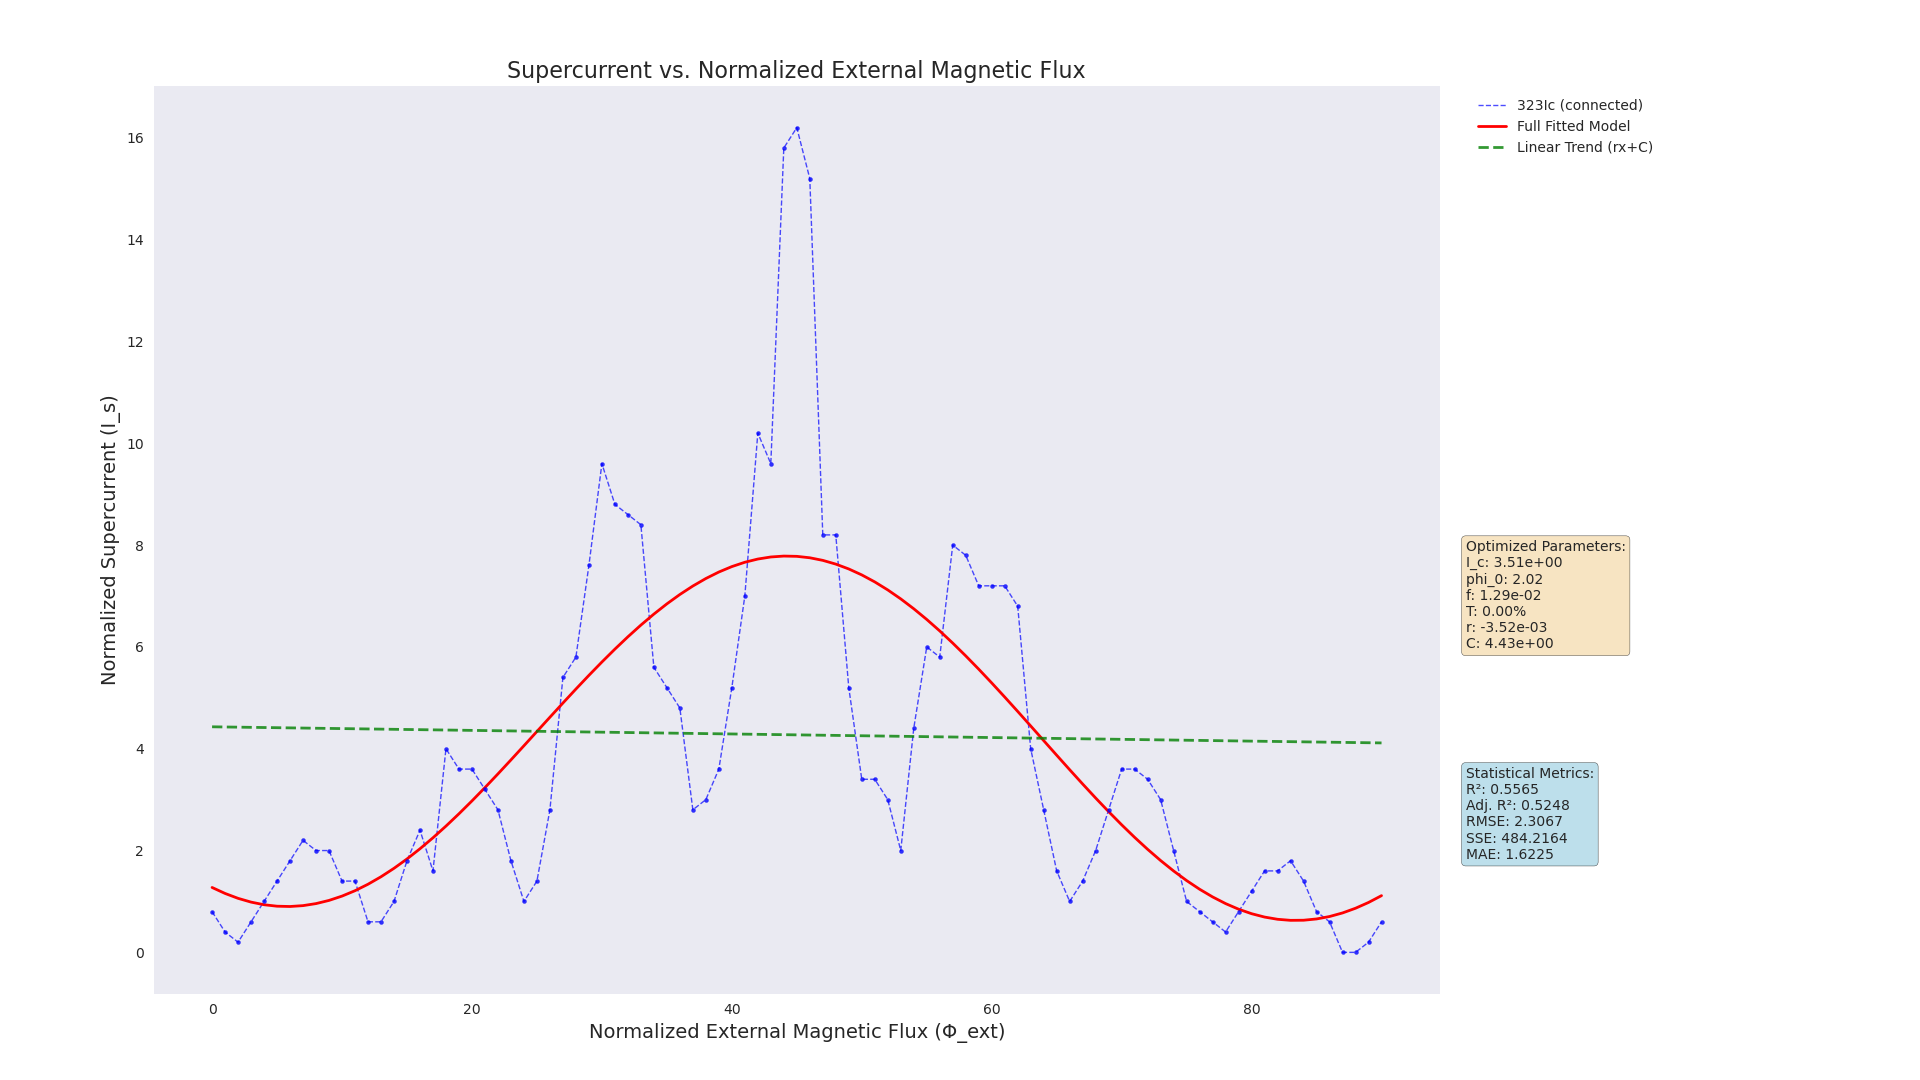 Supercurrent vs. Normalized External Magnetic Flux
323Ic (connected)
Full Fitted Model
Linear Trend (rx+C)
16
14
12
10
8
6
4
2
0
Normalized Supercurrent (I_s)
0
20
40
60
80
Normalized External Magnetic Flux (Φ_ext)
Optimized Parameters:
I_c: 3.51e+00
phi_0: 2.02
f: 1.29e-02
T: 0.00%
r: -3.52e-03
C: 4.43e+00
Statistical Metrics:
R²: 0.5565
Adj. R²: 0.5248
RMSE: 2.3067
SSE: 484.2164
MAE: 1.6225